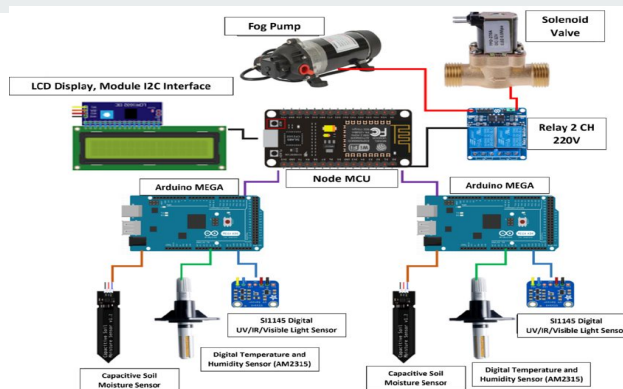 Fog Pump
Solenoid
Valve
LCD Display, Module I2C Interface
Relay 2 CH
220V
Node MCU
Arduino MEGA
Arduino MEGA
SI1145 Digital
UV/IR/Visible Light Sensor
SI1145 Digital
UV/IR/Visible Light Sensor
Digital Temperature and
Humidity Sensor (AM2315)
Digital Temperature and
Humidity Sensor (AM2315)
Capacitive Soil
Moisture Sensor
Capacitive Soil
Moisture Sensor